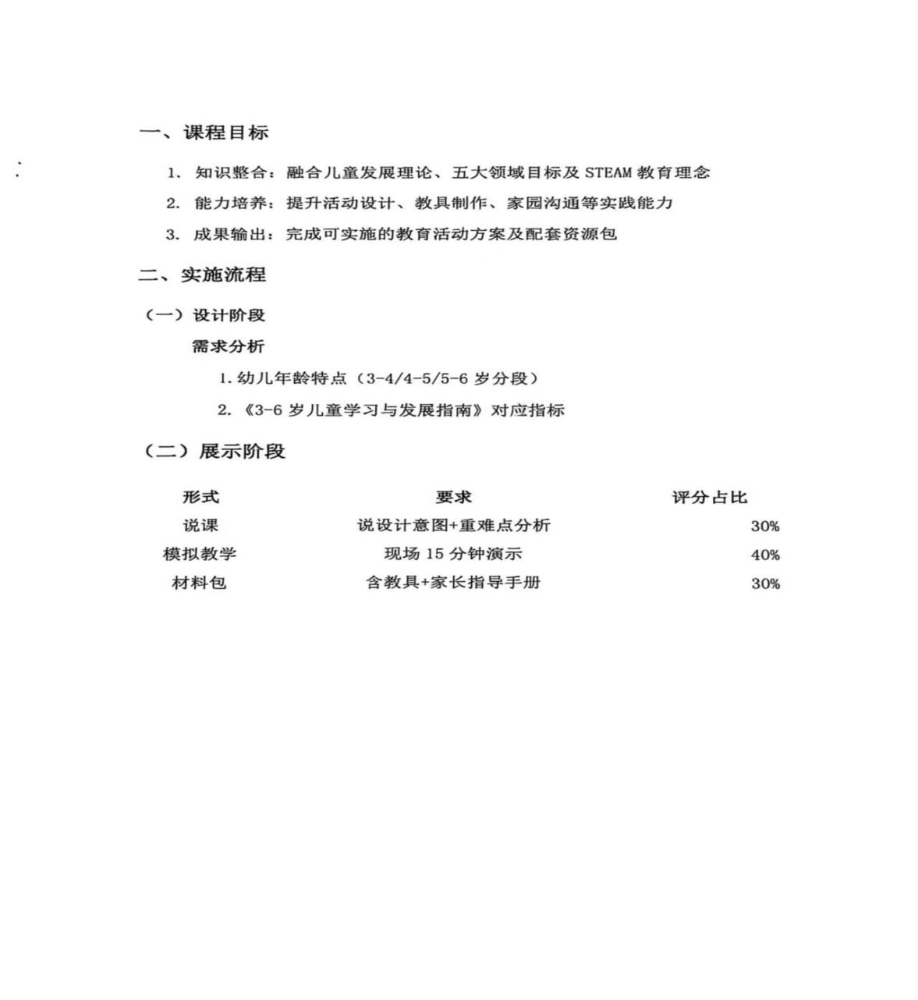 一、课程目标
1. 知识整合：融合儿童发展理论、五大领域目标及 STEAM 教育理念
2. 能力培养：提升活动设计、教具制作、家园沟通等实践能力
3. 成果输出：完成可实施的教育活动方案及配套资源包
二、实施流程
（一）设计阶段
需求分析
1. 幼儿年龄特点（3-4/4-5/5-6 岁分段）
2. 《3-6 岁儿童学习与发展指南》对应指标
（二）展示阶段
形式 要求 评分占比
说课 说设计意图+重难点分析 30%
模拟教学 现场 15 分钟演示 40%
材料包 含教具+家长指导手册 30%